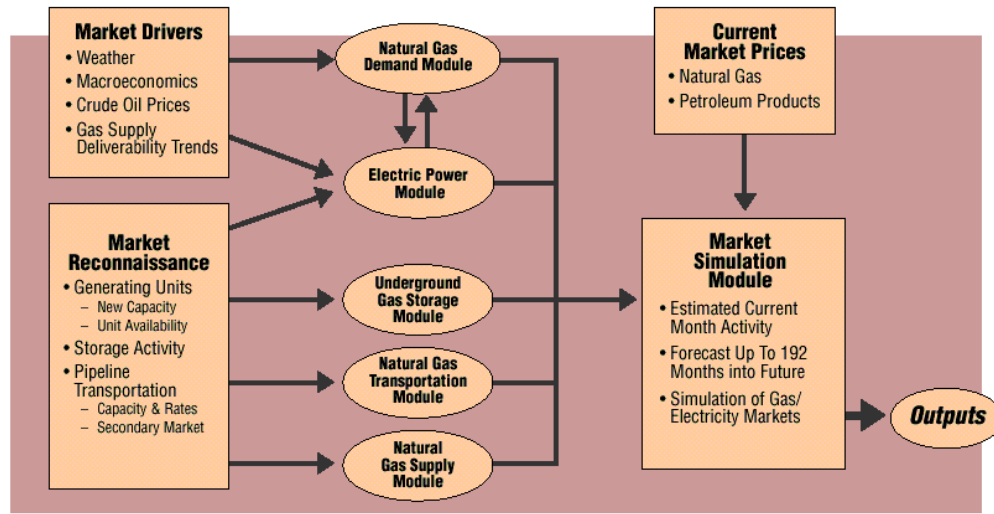 Market Drivers
• Weather
• Macroeconomics
• Crude Oil Prices
• Gas Supply
Deliverability Trends
Market
Reconnaissance
• Generating Units
– New Capacity
– Unit Availability
• Storage Activity
• Pipeline
Transportation
– Capacity & Rates
– Secondary Market
Natural Gas
Demand Module
Electric Power
Module
Underground
Gas Storage
Module
Natural Gas
Transportation
Module
Natural
Gas Supply
Module
Current
Market Prices
• Natural Gas
• Petroleum Products
Market
Simulation
Module
• Estimated Current
Month Activity
• Forecast Up To 192
Months into Future
• Simulation of Gas/
Electricity Markets
Outputs